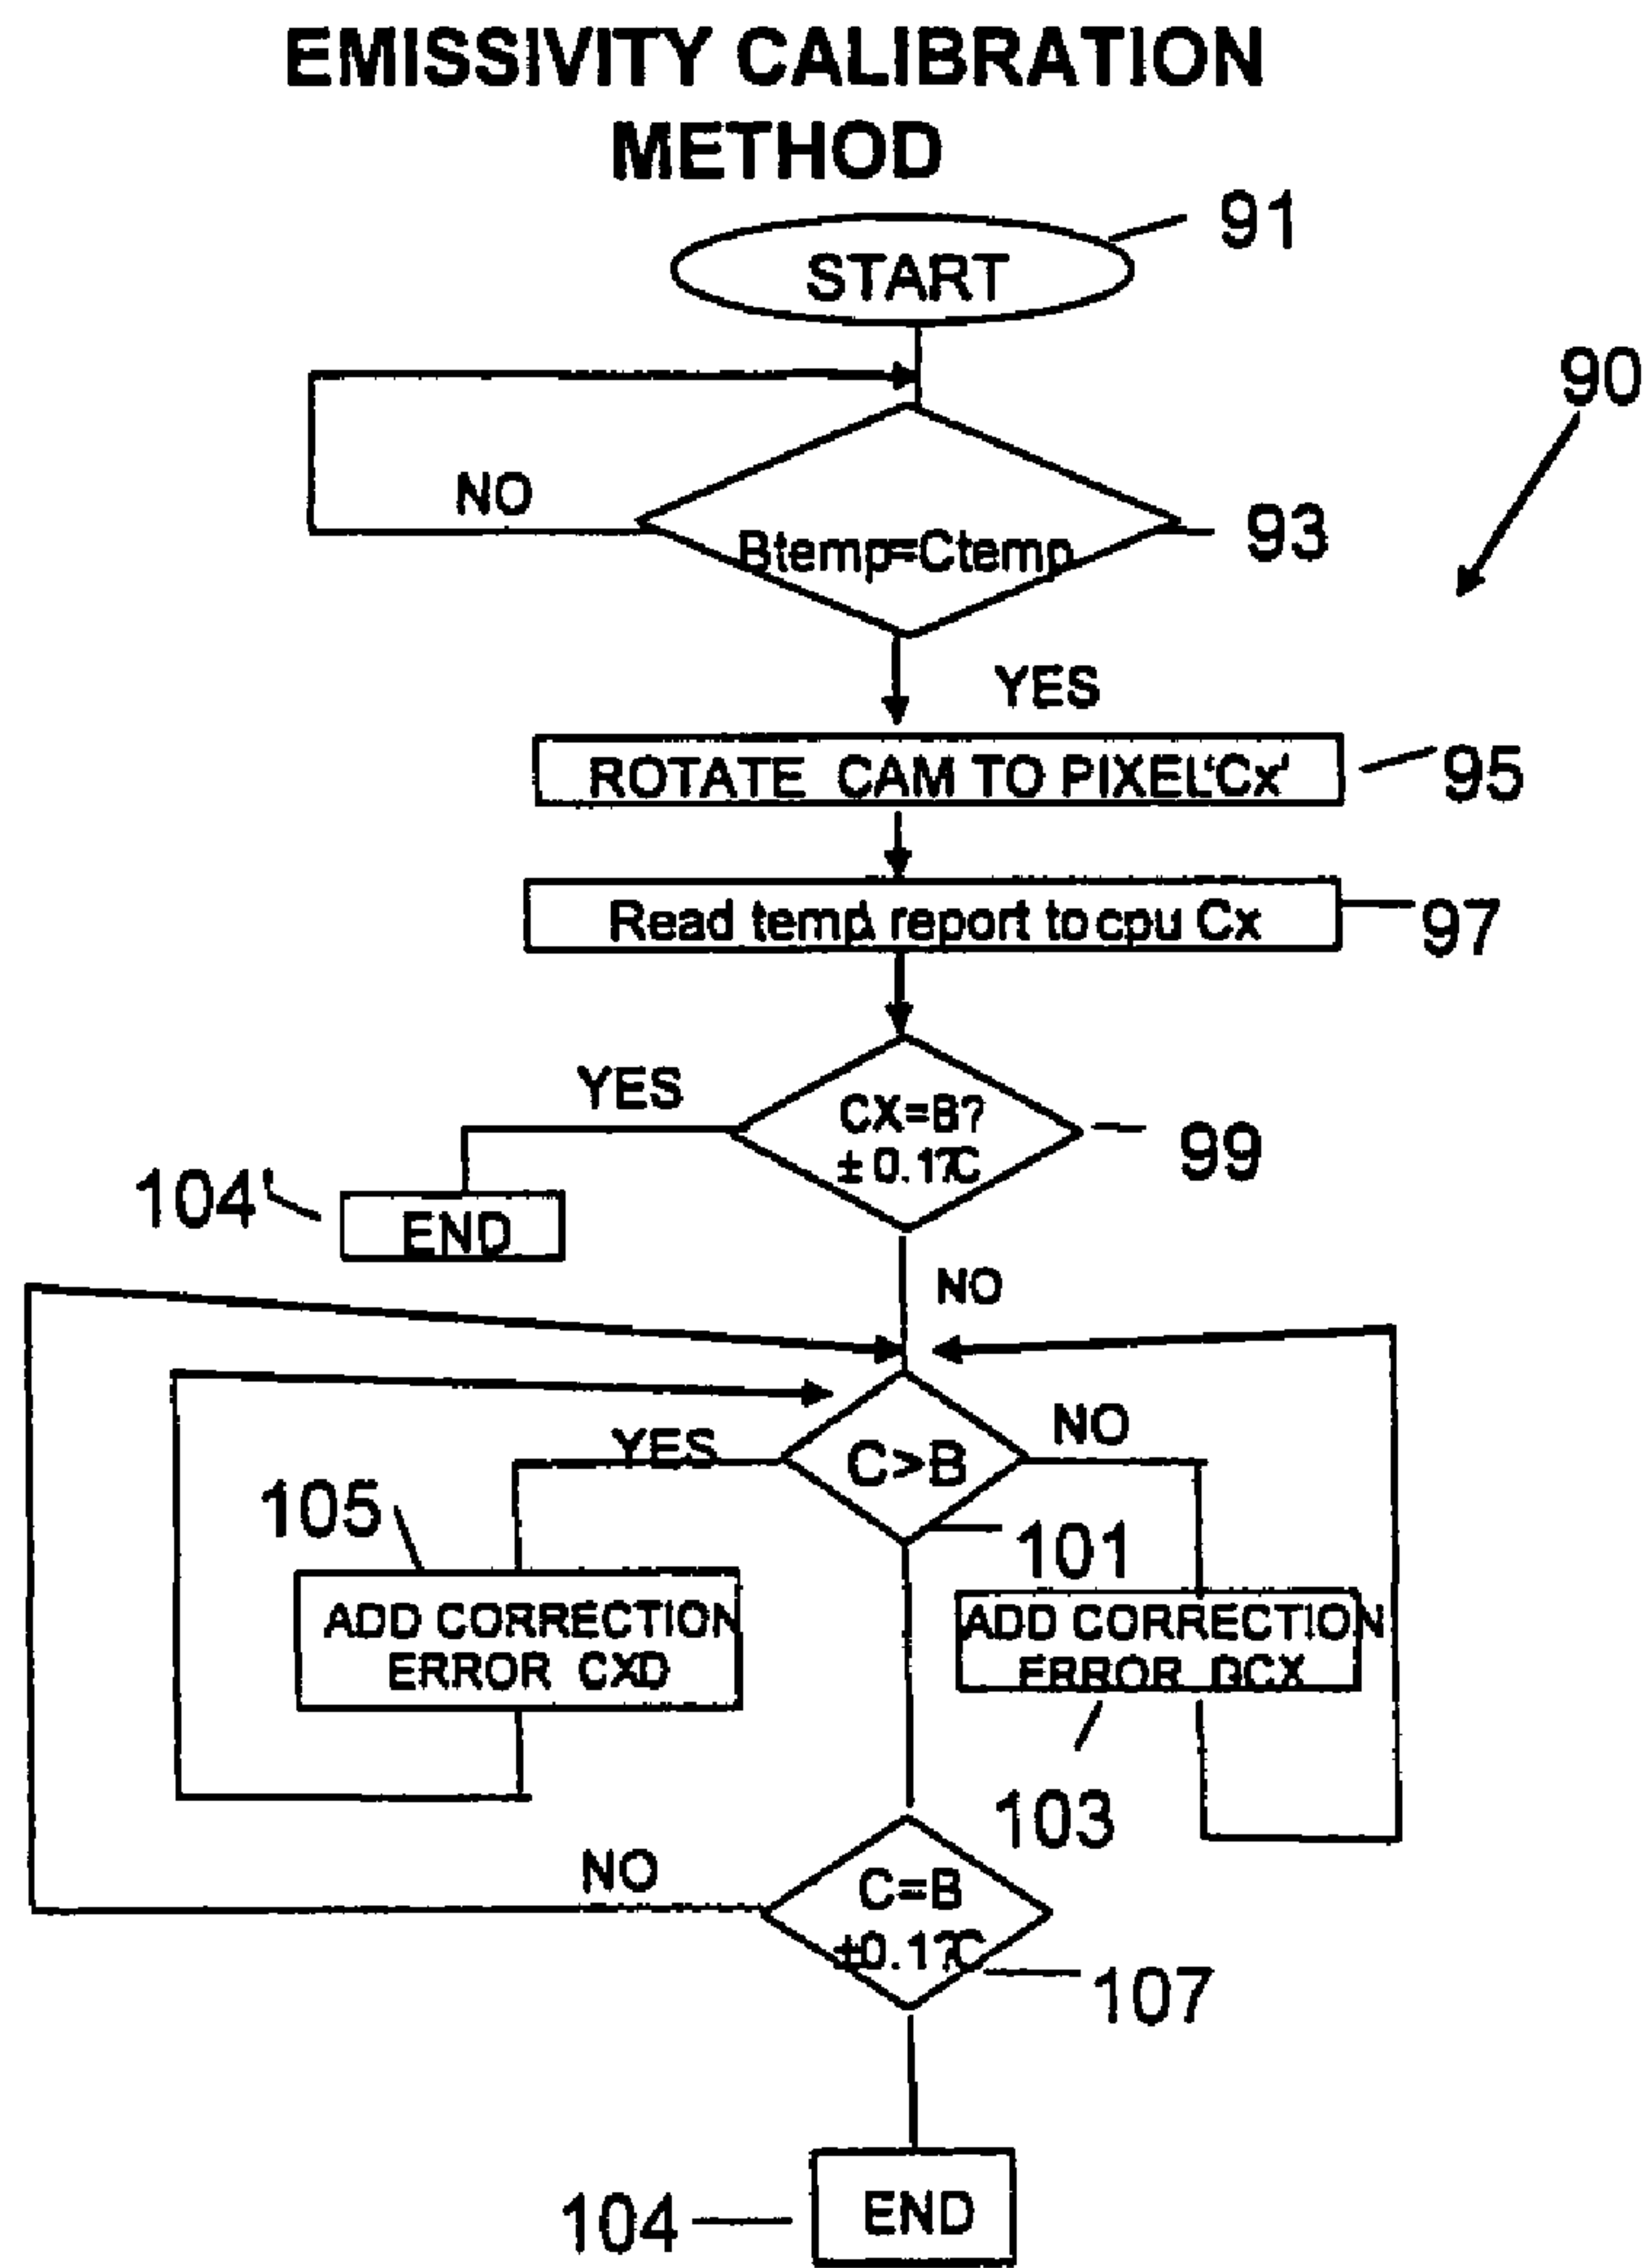 EMISSIVITY CALIBRATION
METHOD
91
START
90
NO
93
Btemp=Ctemp
YES
ROTATE CAM TO PIXEL'Cx'
95
Read temp report to cpu Cx
97
YES
CX=B?
± 0.1?C
99
104'
END
NO
YES
C>B
NO
105
101
ADD CORRECTION
ERROR CXD
ADD CORRECTION
ERROR BCX
103
NO
C=B
±0.1?C
107
104
END